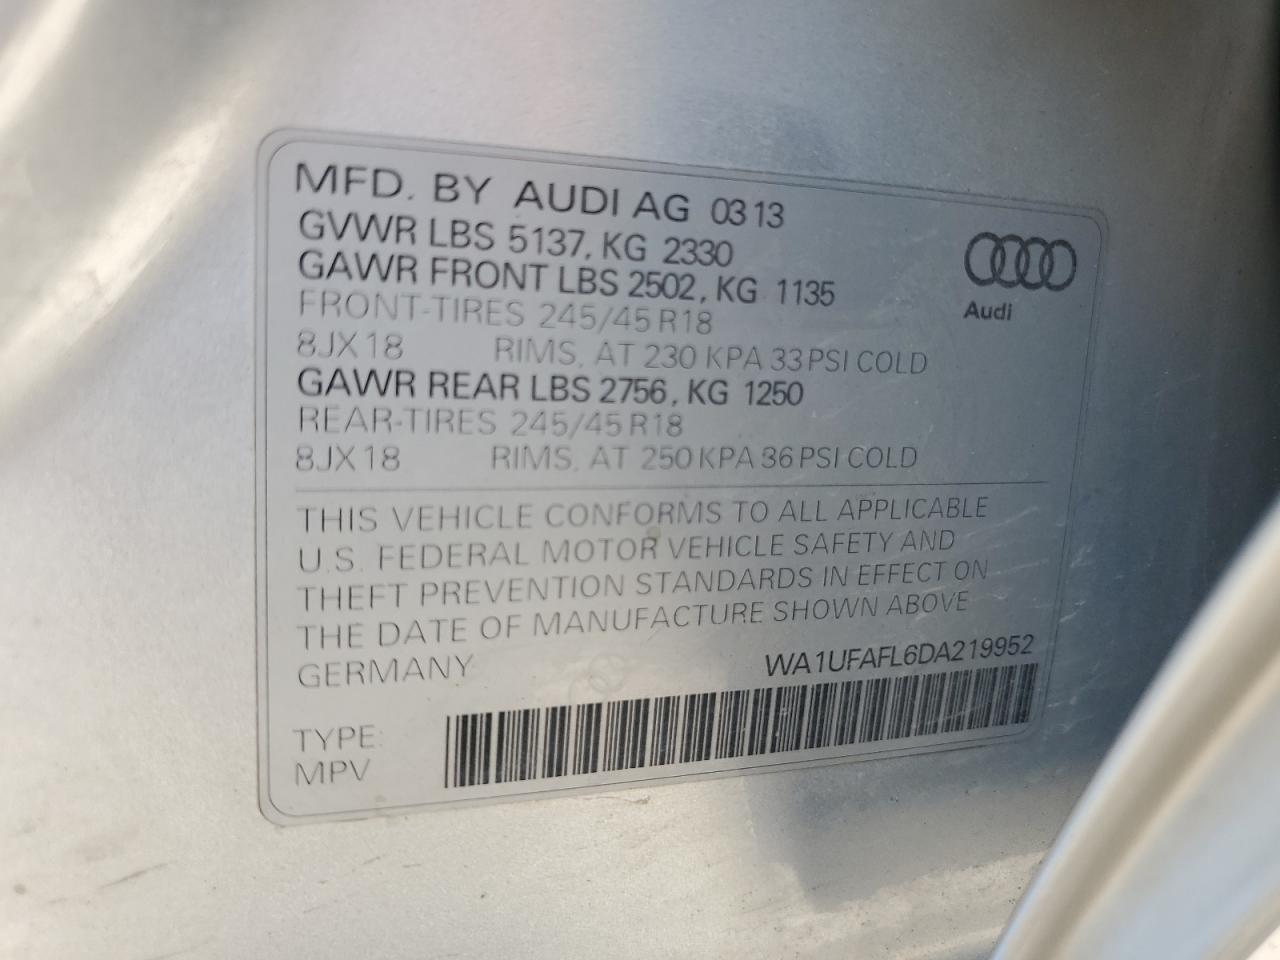 MFD. BY AUDI AG 03 13
GVWR LBS 5137, KG 2330
GAWR FRONT LBS 2502, KG 1135
FRONT-TIRES 245/45 R18
8JX18 RIMS, AT 230 KPA 33 PSI COLD
GAWR REAR LBS 2756, KG 1250
REAR-TIRES 245/45 R18
8JX18 RIMS, AT 250 KPA 36 PSI COLD
Audi
THIS VEHICLE CONFORMS TO ALL APPLICABLE
U.S. FEDERAL MOTOR VEHICLE SAFETY AND
THEFT PREVENTION STANDARDS IN EFFECT ON
THE DATE OF MANUFACTURE SHOWN ABOVE
GERMANY WA1UFAFL6DA219952
TYPE:
MPV